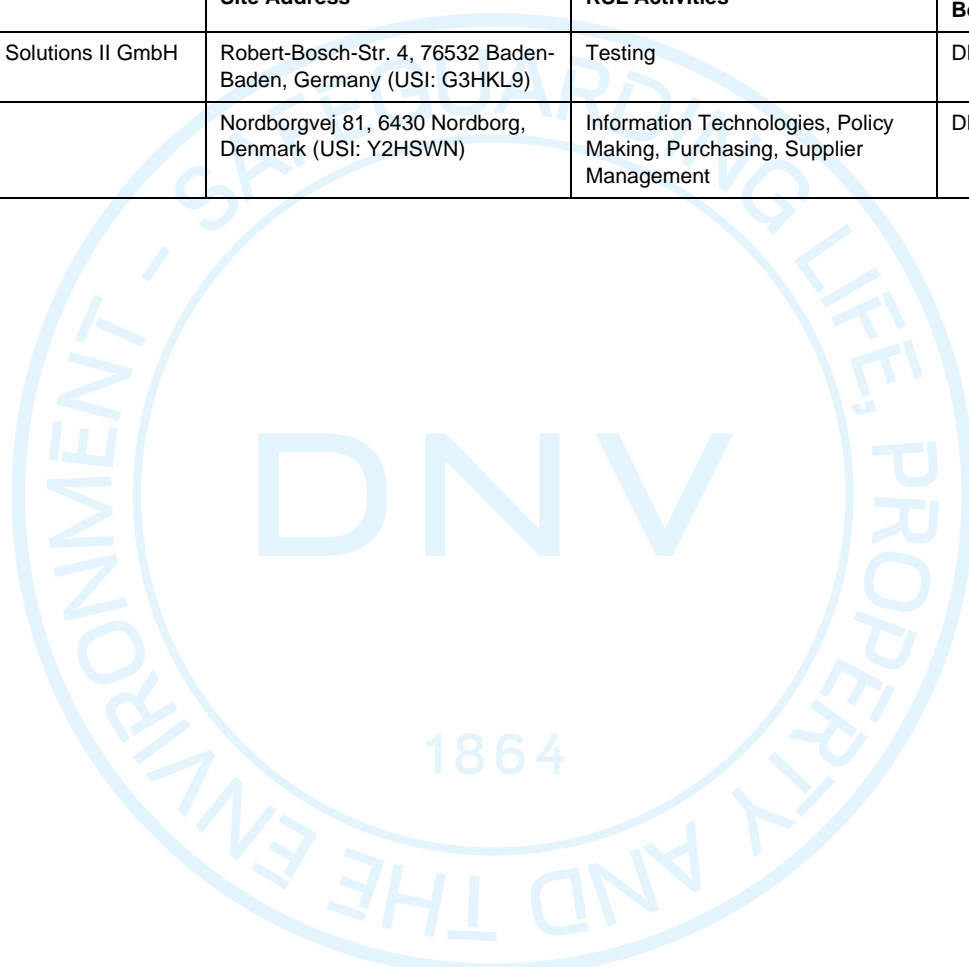 Site Address
RSL Activities
Solutions II GmbH
Robert-Bosch-Str. 4, 76532 Baden-
Baden, Germany (USI: G3HKL9)
Testing
Nordborgvej 81, 6430 Nordborg,
Denmark (USI: Y2HSWN)
Information Technologies, Policy
Making, Purchasing, Supplier
Management
SAFEGUARDING LIFE, PROPERTY AND THE ENVIRONMENT -
DNV
1864